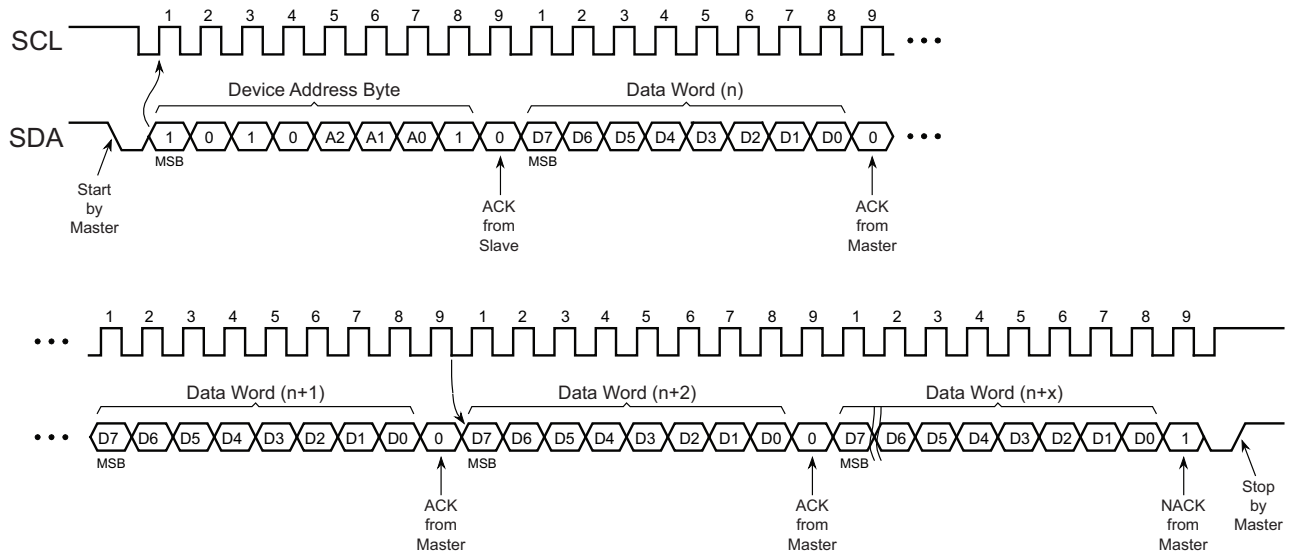 1 2 3 4 5 6 7 8 9 1 2 3 4 5 6 7 8 9
SCL
• • •
Device Address Byte Data Word (n)
SDA 1 0 1 0 A2 A1 A0 1 0 D7 D6 D5 D4 D3 D2 D1 D0 0 • • •
MSB MSB
Start
by
Master
ACK
from
Slave
ACK
from
Master
1 2 3 4 5 6 7 8 9 1 2 3 4 5 6 7 8 9 1 2 3 4 5 6 7 8 9
• • •
Data Word (n+1) Data Word (n+2) Data Word (n+x)
• • • D7 D6 D5 D4 D3 D2 D1 D0 0 D7 D6 D5 D4 D3 D2 D1 D0 0 D7 D6 D5 D4 D3 D2 D1 D0 1
MSB MSB MSB
ACK
from
Master
ACK
from
Master
NACK
from
Master
Stop
by
Master